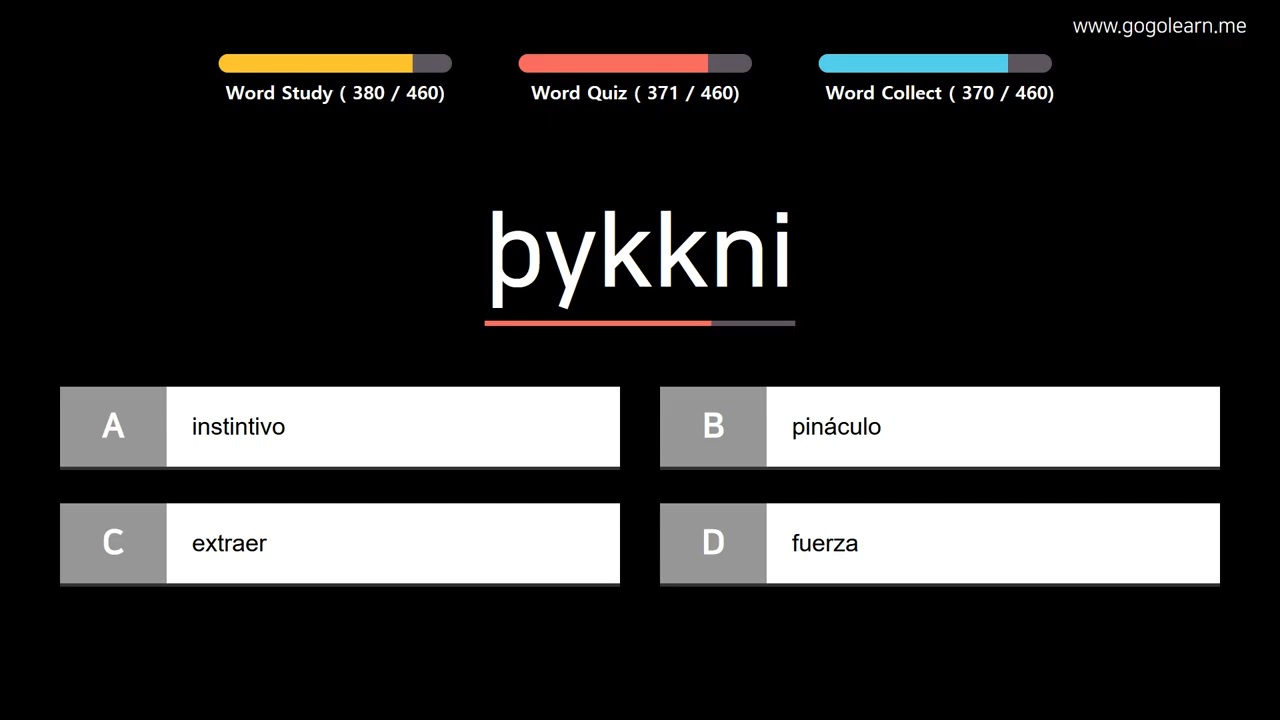 www.gogolearn.me
Word Study ( 380 / 460)
Word Quiz ( 371 / 460)
Word Collect ( 370 / 460)
þykkni
A instintivo
B pináculo
C extraer
D fuerza